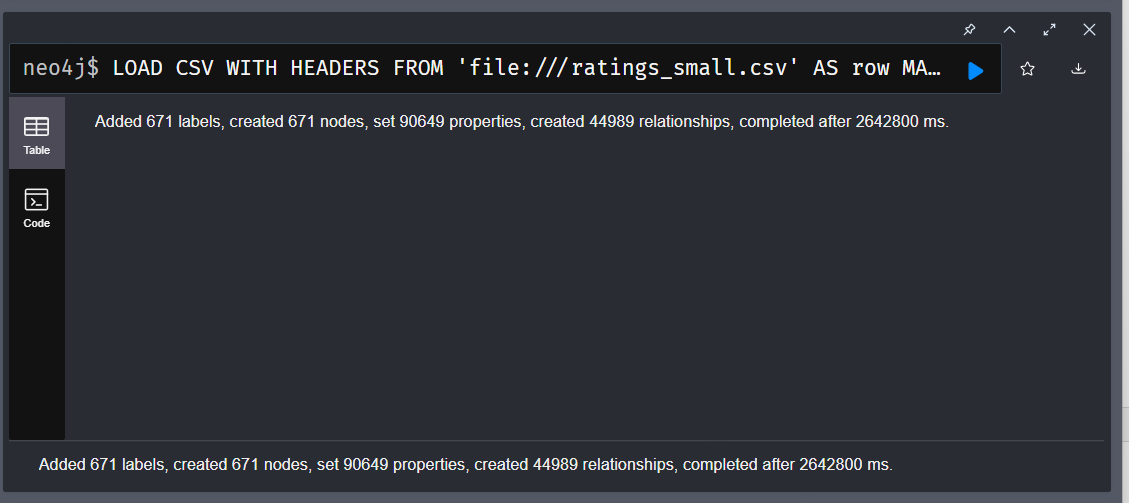 neo4j$ LOAD CSV WITH HEADERS FROM 'file:///ratings_small.csv' AS row MA…
Table
Added 671 labels, created 671 nodes, set 90649 properties, created 44989 relationships, completed after 2642800 ms.
Code
Added 671 labels, created 671 nodes, set 90649 properties, created 44989 relationships, completed after 2642800 ms.